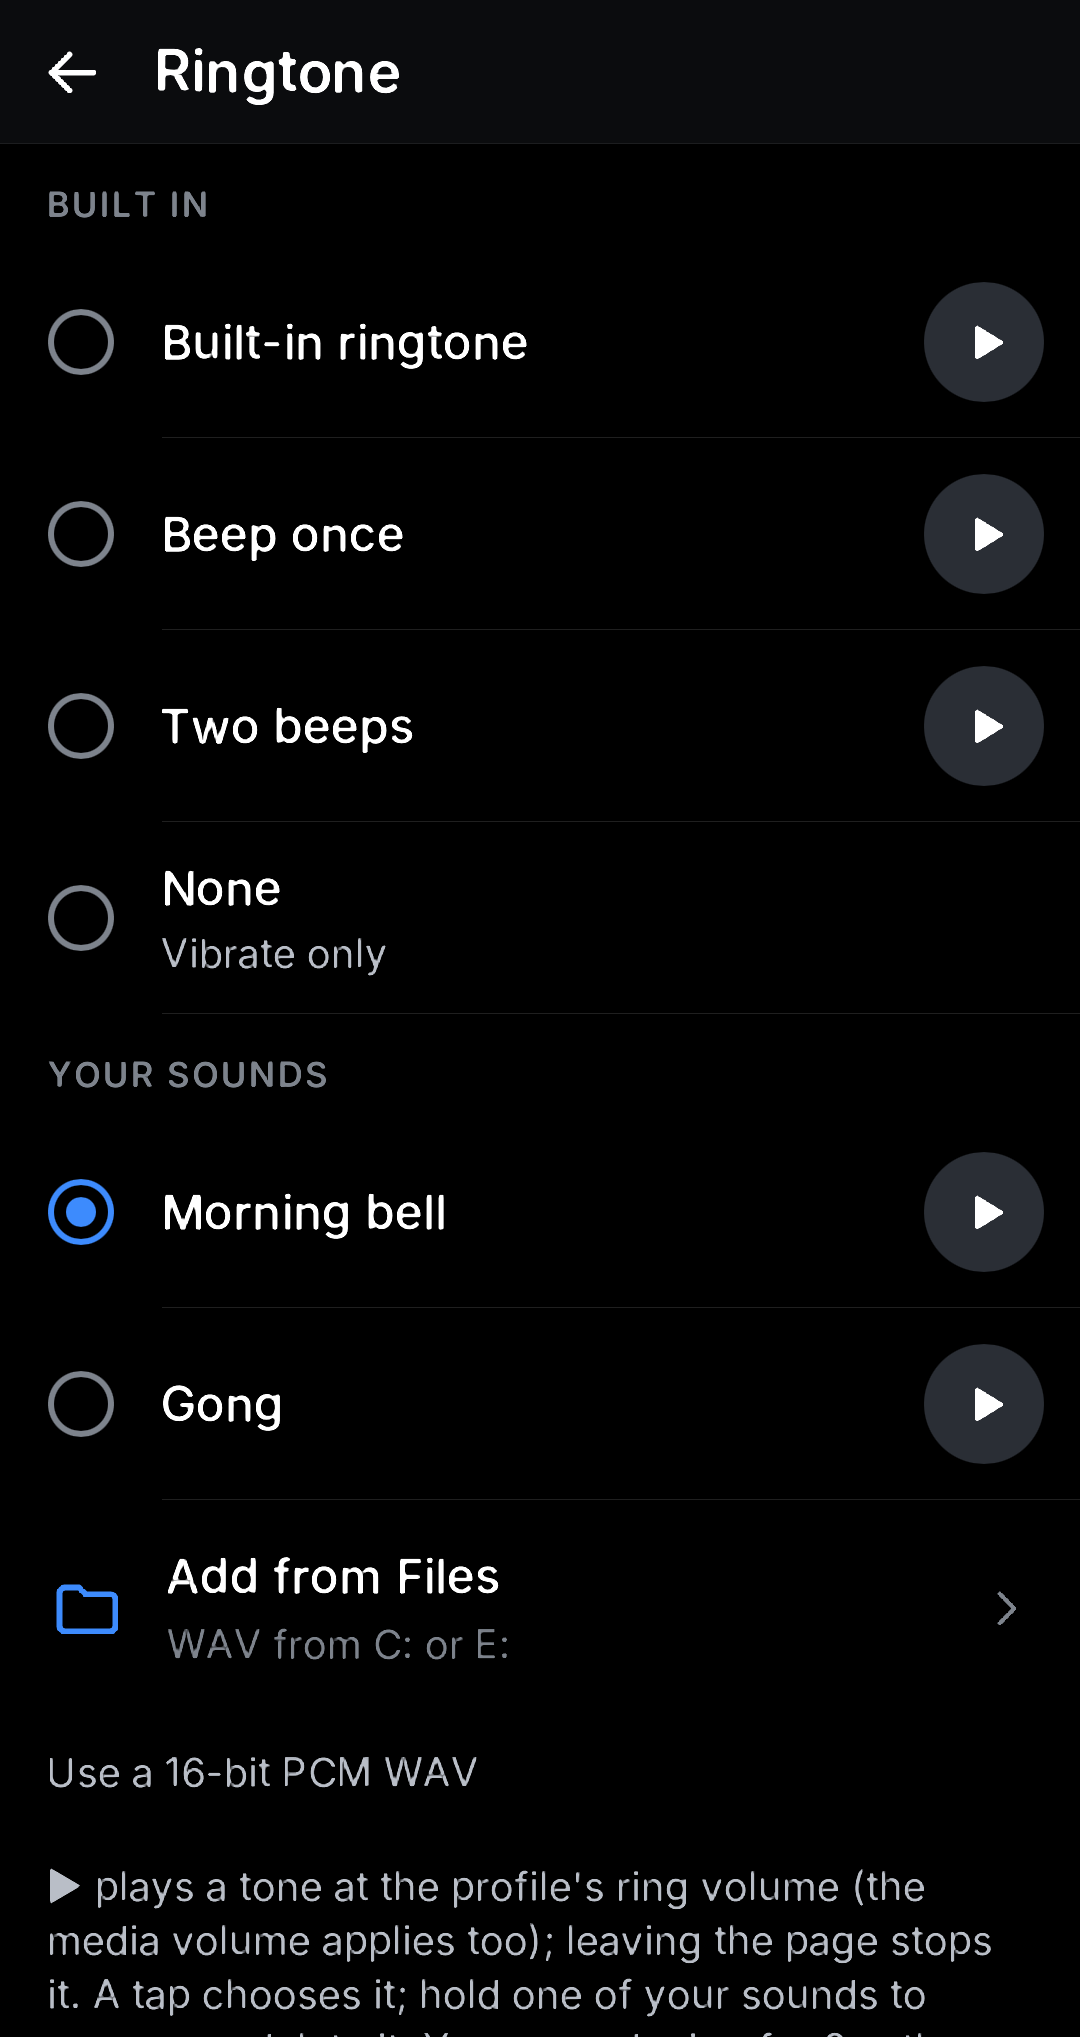 Ringtone
BUILT IN
Built-in ringtone
Beep once
Two beeps
None
Vibrate only
YOUR SOUNDS
Morning bell
Gong
Add from Files
WAV from C: or E:
Use a 16-bit PCM WAV
▶ plays a tone at the profile's ring volume (the
media volume applies too); leaving the page stops
it. A tap chooses it; hold one of your sounds to